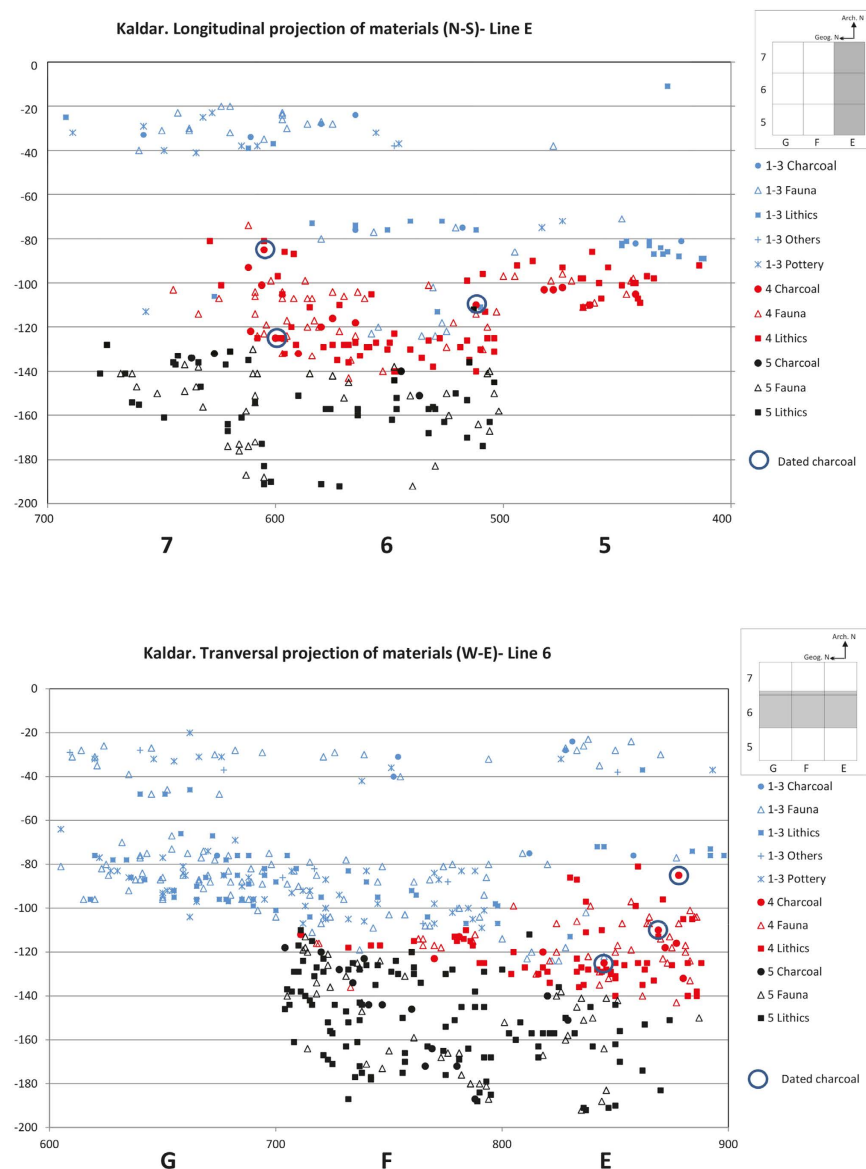 Kaldar. Longitudinal projection of materials (N-S)- Line E
Arch. N
Geog. N
7
6
5
G F E
0
-20
-40
-60
-80
-100
-120
-140
-160
-180
-200
700 600 500 400
7 6 5
1-3 Charcoal
1-3 Fauna
1-3 Lithics
1-3 Others
1-3 Pottery
4 Charcoal
4 Fauna
4 Lithics
5 Charcoal
5 Fauna
5 Lithics
Dated charcoal
Kaldar. Tranversal projection of materials (W-E)- Line 6
Arch. N
Geog. N
7
6
5
G F E
0
-20
-40
-60
-80
-100
-120
-140
-160
-180
-200
600 700 800 900
G F E
1-3 Charcoal
1-3 Fauna
1-3 Lithics
1-3 Others
1-3 Pottery
4 Charcoal
4 Fauna
4 Lithics
5 Charcoal
5 Fauna
5 Lithics
Dated charcoal